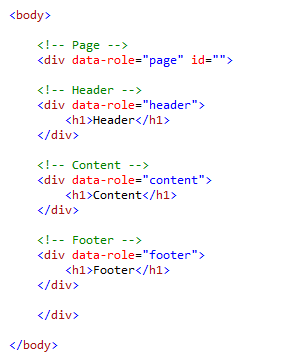 <body>
<!-- Page -->
<div data-role="page" id="">
<!-- Header -->
<div data-role="header">
<h1>Header</h1>
</div>
<!-- Content -->
<div data-role="content">
<h1>Content</h1>
</div>
<!-- Footer -->
<div data-role="footer">
<h1>Footer</h1>
</div>
</div>
</body>